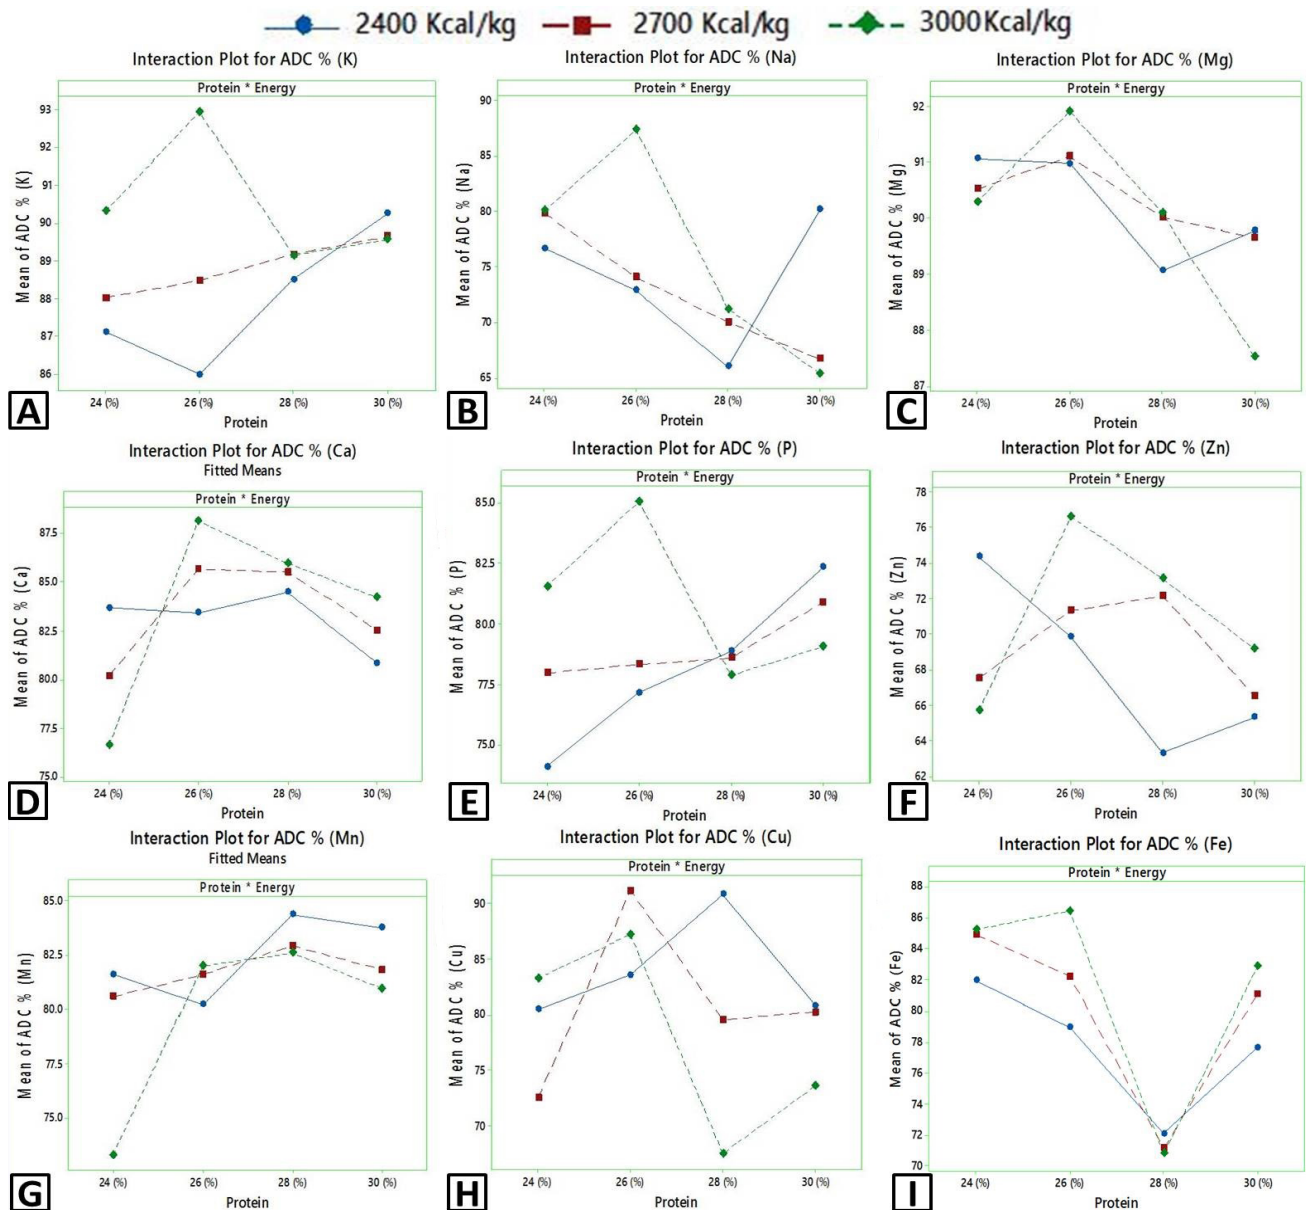 2400 Kcal/kg 2700 Kcal/kg 3000Kcal/kg
Interaction Plot for ADC % (K)
Protein * Energy
Mean of ADC % (K)
93
92
91
90
89
88
87
86
24 (%) 26 (%) 28 (%) 30 (%)
Protein
A
Interaction Plot for ADC % (Na)
Protein * Energy
Mean of ADC % (Na)
90
85
80
75
70
65
24 (%) 26 (%) 28 (%) 30 (%)
Protein
B
Interaction Plot for ADC % (Mg)
Protein * Energy
Mean of ADC % (Mg)
92
91
90
89
88
87
24 (%) 26 (%) 28 (%) 30 (%)
Protein
C
Interaction Plot for ADC % (Ca)
Fitted Means
Protein * Energy
Mean of ADC % (Ca)
87.5
85.0
82.5
80.0
77.5
75.0
24 (%) 26 (%) 28 (%) 30 (%)
Protein
D
Interaction Plot for ADC % (P)
Protein * Energy
Mean of ADC % (P)
85.0
82.5
80.0
77.5
75.0
24 (%) 26 (%) 28 (%) 30 (%)
Protein
E
Interaction Plot for ADC % (Zn)
Protein * Energy
Mean of ADC % (Zn)
78
76
74
72
70
68
66
64
62
24 (%) 26 (%) 28 (%) 30 (%)
Protein
F
Interaction Plot for ADC % (Mn)
Fitted Means
Protein * Energy
Mean of ADC % (Mn)
85.0
82.5
80.0
77.5
75.0
24 (%) 26 (%) 28 (%) 30 (%)
Protein
G
Interaction Plot for ADC % (Cu)
Protein * Energy
Mean of ADC % (Cu)
90
85
80
75
70
24 (%) 26 (%) 28 (%) 30 (%)
Protein
H
Interaction Plot for ADC % (Fe)
Protein * Energy
Mean of ADC % (Fe)
88
86
84
82
80
78
76
74
72
70
24 (%) 26 (%) 28 (%) 30 (%)
Protein
I